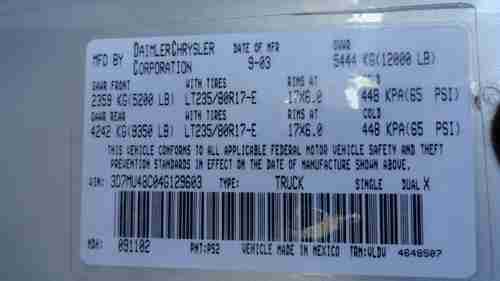 MFD BY DAIMLERCHRYSLER CORPORATION DATE OF MFR 9-03 GVWR 5444 KG(12000 LB)
GAWR FRONT WITH TIRES RIMS AT COLD
2359 KG(5200 LB) LT235/80R17-E 17X6.0 448 KPA(65 PSI)
GAWR REAR WITH TIRES RIMS AT COLD
4242 KG(9350 LB) LT235/80R17-E 17X6.0 448 KPA(65 PSI)
THIS VEHICLE CONFORMS TO ALL APPLICABLE FEDERAL MOTOR VEHICLE SAFETY AND THEFT
PREVENTION STANDARDS IN EFFECT ON THE DATE OF MANUFACTURE SHOWN ABOVE.
VIN: 3D7MU48C04G129603 TYPE: TRUCK SINGLE DUAL X
MDH: 091102 PNT: PS2 VEHICLE MADE IN MEXICO TRM: VLDV 4648507